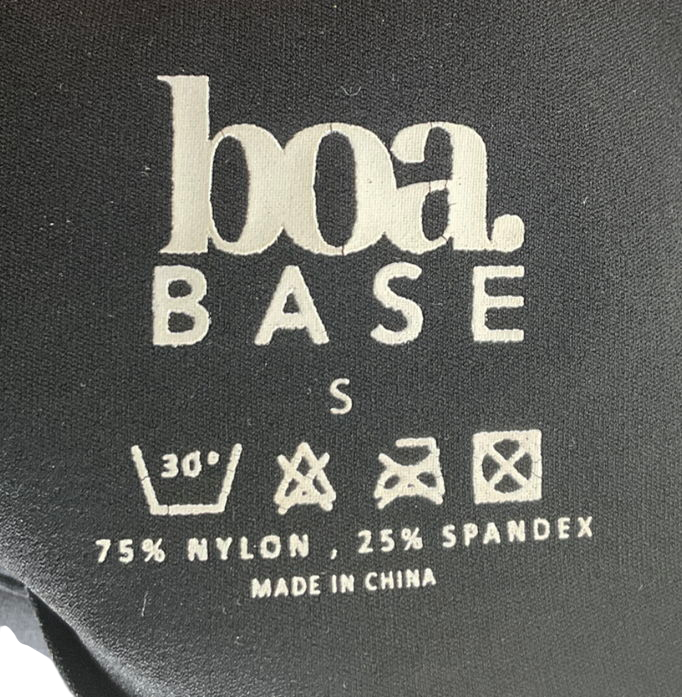 boa.
BASE
S
30°
75% NYLON , 25% SPANDEX
MADE IN CHINA